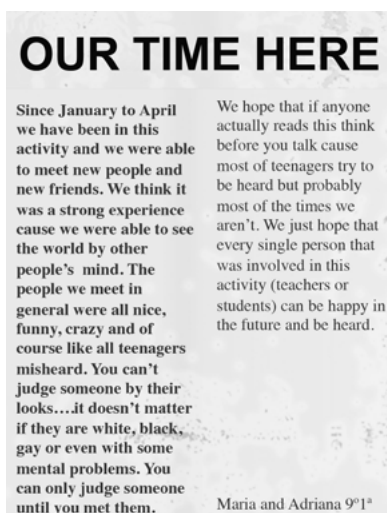 OUR TIME HERE
Since January to April
we have been in this
activity and we were able
to meet new people and
new friends. We think it
was a strong experience
cause we were able to see
the world by other
people’s mind. The
people we meet in
general were all nice,
funny, crazy and of
course like all teenagers
misheard. You can’t
judge someone by their
looks….it doesn’t matter
if they are white, black,
gay or even with some
mental problems. You
can only judge someone
until you met them.
We hope that if anyone
actually reads this think
before you talk cause
most of teenagers try to
be heard but probably
most of the times we
aren’t. We just hope that
every single person that
was involved in this
activity (teachers or
students) can be happy in
the future and be heard.
Maria and Adriana 9º1ª